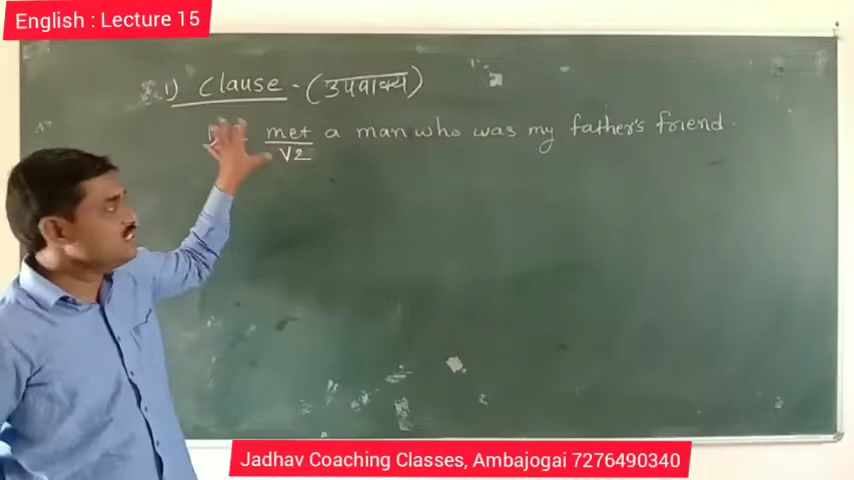 English : Lecture 15
1) Clause - (उपवाक्य)
met a man who was my father's friend.
V2
Jadhav Coaching Classes, Ambajogai 7276490340